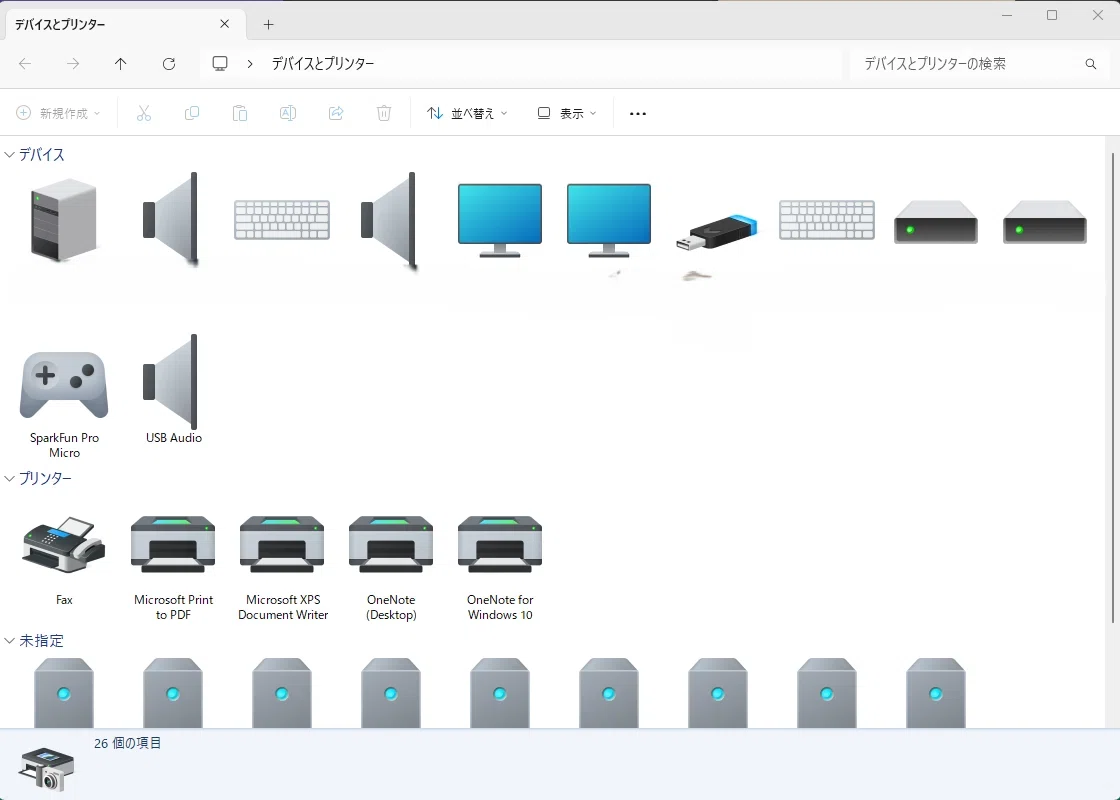 デバイスとプリンター
デバイスとプリンター
デバイスとプリンターの検索
新規作成
並べ替え
表示
デバイス
SparkFun Pro
Micro
USB Audio
プリンター
Fax
Microsoft Print
to PDF
Microsoft XPS
Document Writer
OneNote
(Desktop)
OneNote for
Windows 10
未指定
26 個の項目